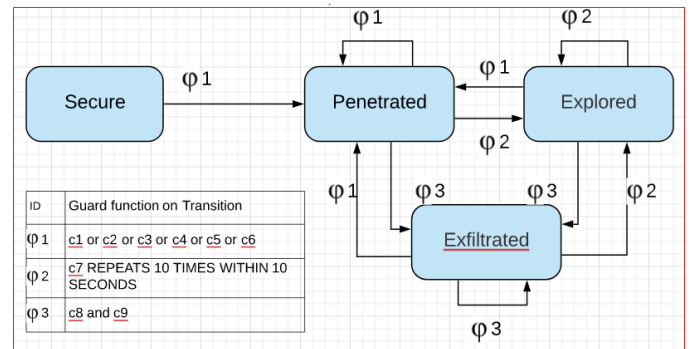 φ1
φ2
φ1
φ1
Secure
Penetrated
Explored
φ2
φ1
φ3
φ3
φ2
ID
Guard function on Transition
φ1
c1 or c2 or c3 or c4 or c5 or c6
φ2
c7 REPEATS 10 TIMES WITHIN 10
SECONDS
φ3
c8 and c9
Exfiltrated
φ3